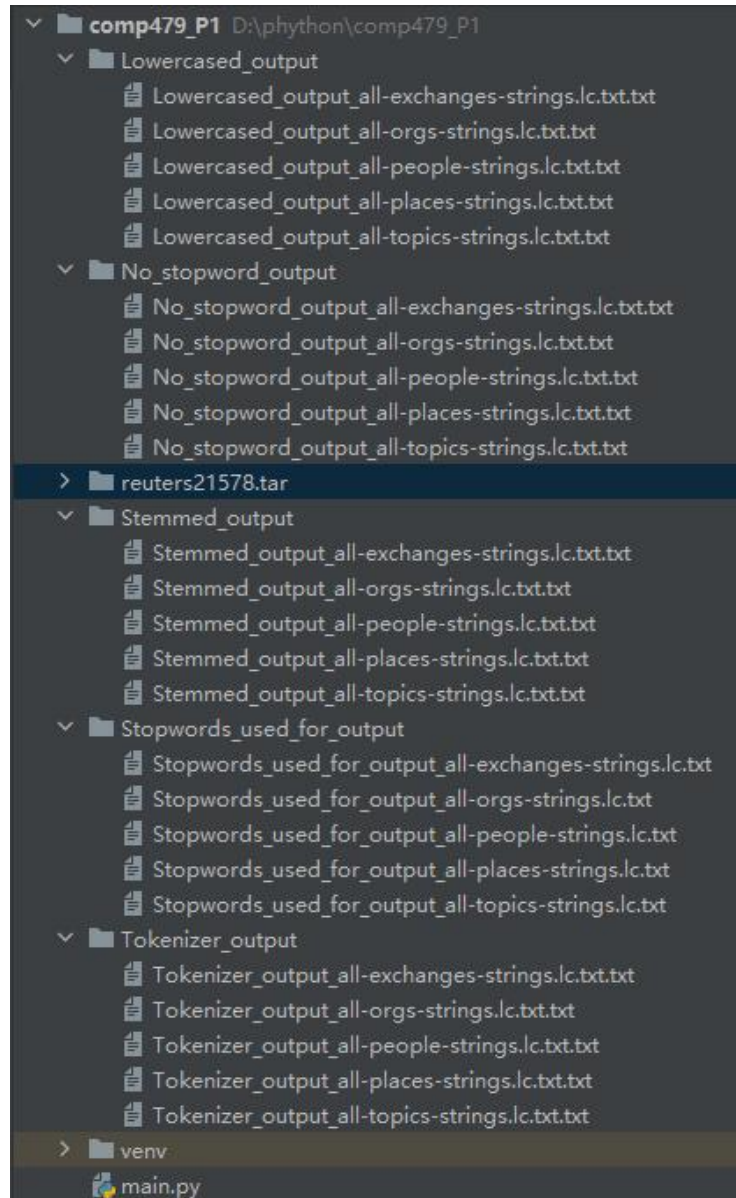 comp479_P1 D:\phython\comp479_P1
Lowercased_output
Lowercased_output_all-exchanges-strings.lc.txt.txt
Lowercased_output_all-orgs-strings.lc.txt.txt
Lowercased_output_all-people-strings.lc.txt.txt
Lowercased_output_all-places-strings.lc.txt.txt
Lowercased_output_all-topics-strings.lc.txt.txt
No_stopword_output
No_stopword_output_all-exchanges-strings.lc.txt.txt
No_stopword_output_all-orgs-strings.lc.txt.txt
No_stopword_output_all-people-strings.lc.txt.txt
No_stopword_output_all-places-strings.lc.txt.txt
No_stopword_output_all-topics-strings.lc.txt.txt
reuters21578.tar
Stemmed_output
Stemmed_output_all-exchanges-strings.lc.txt.txt
Stemmed_output_all-orgs-strings.lc.txt.txt
Stemmed_output_all-people-strings.lc.txt.txt
Stemmed_output_all-places-strings.lc.txt.txt
Stemmed_output_all-topics-strings.lc.txt.txt
Stopwords_used_for_output
Stopwords_used_for_output_all-exchanges-strings.lc.txt
Stopwords_used_for_output_all-orgs-strings.lc.txt
Stopwords_used_for_output_all-people-strings.lc.txt
Stopwords_used_for_output_all-places-strings.lc.txt
Stopwords_used_for_output_all-topics-strings.lc.txt
Tokenizer_output
Tokenizer_output_all-exchanges-strings.lc.txt.txt
Tokenizer_output_all-orgs-strings.lc.txt.txt
Tokenizer_output_all-people-strings.lc.txt.txt
Tokenizer_output_all-places-strings.lc.txt.txt
Tokenizer_output_all-topics-strings.lc.txt.txt
venv
main.py